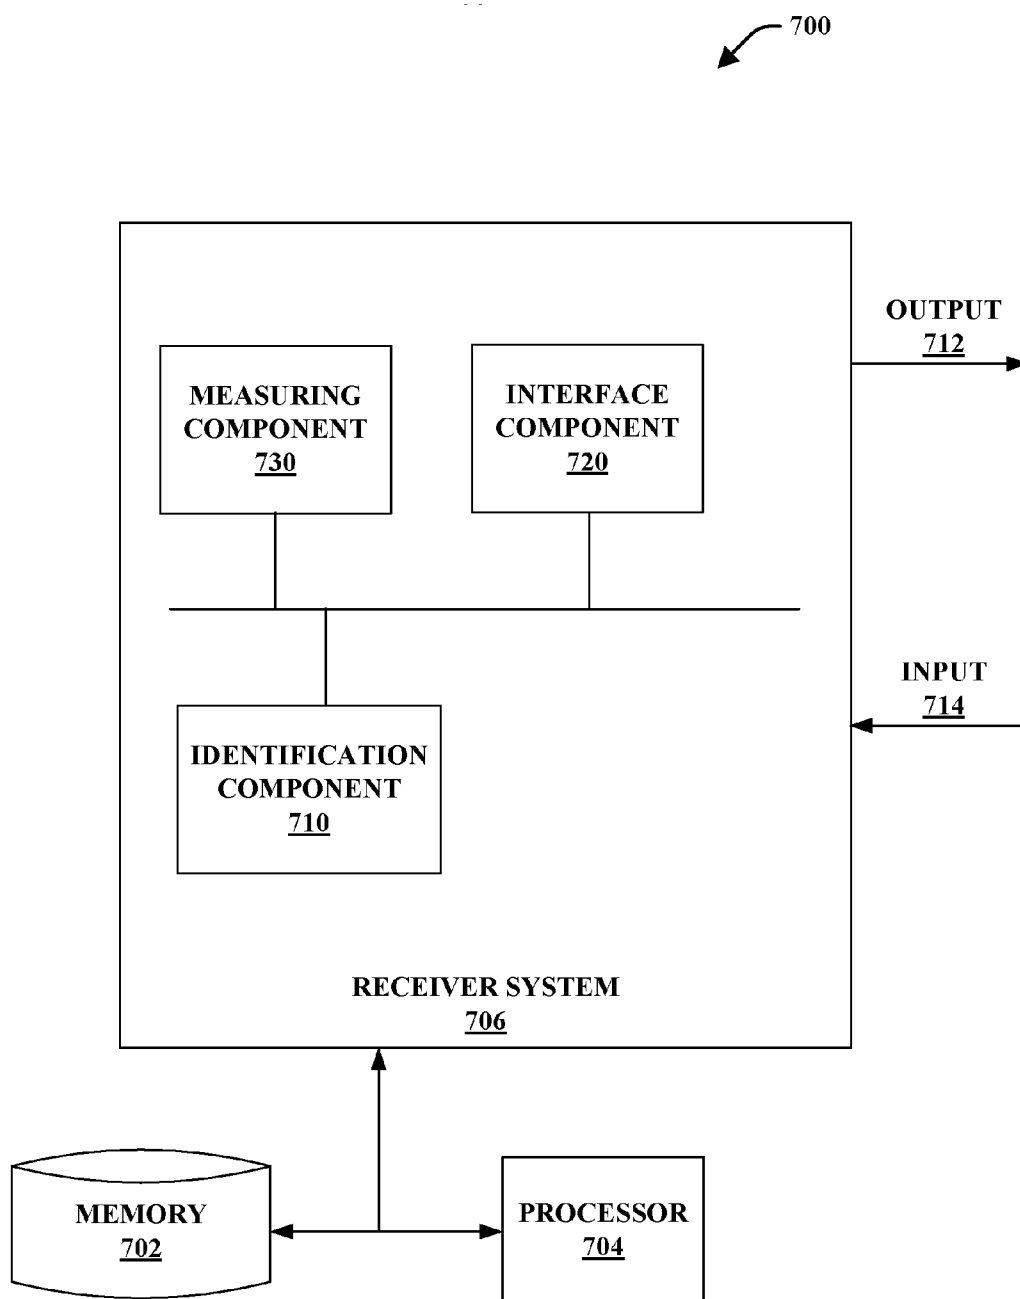 700
OUTPUT
712
MEASURING
COMPONENT
730
INTERFACE
COMPONENT
720
INPUT
714
IDENTIFICATION
COMPONENT
710
RECEIVER SYSTEM
706
MEMORY
702
PROCESSOR
704